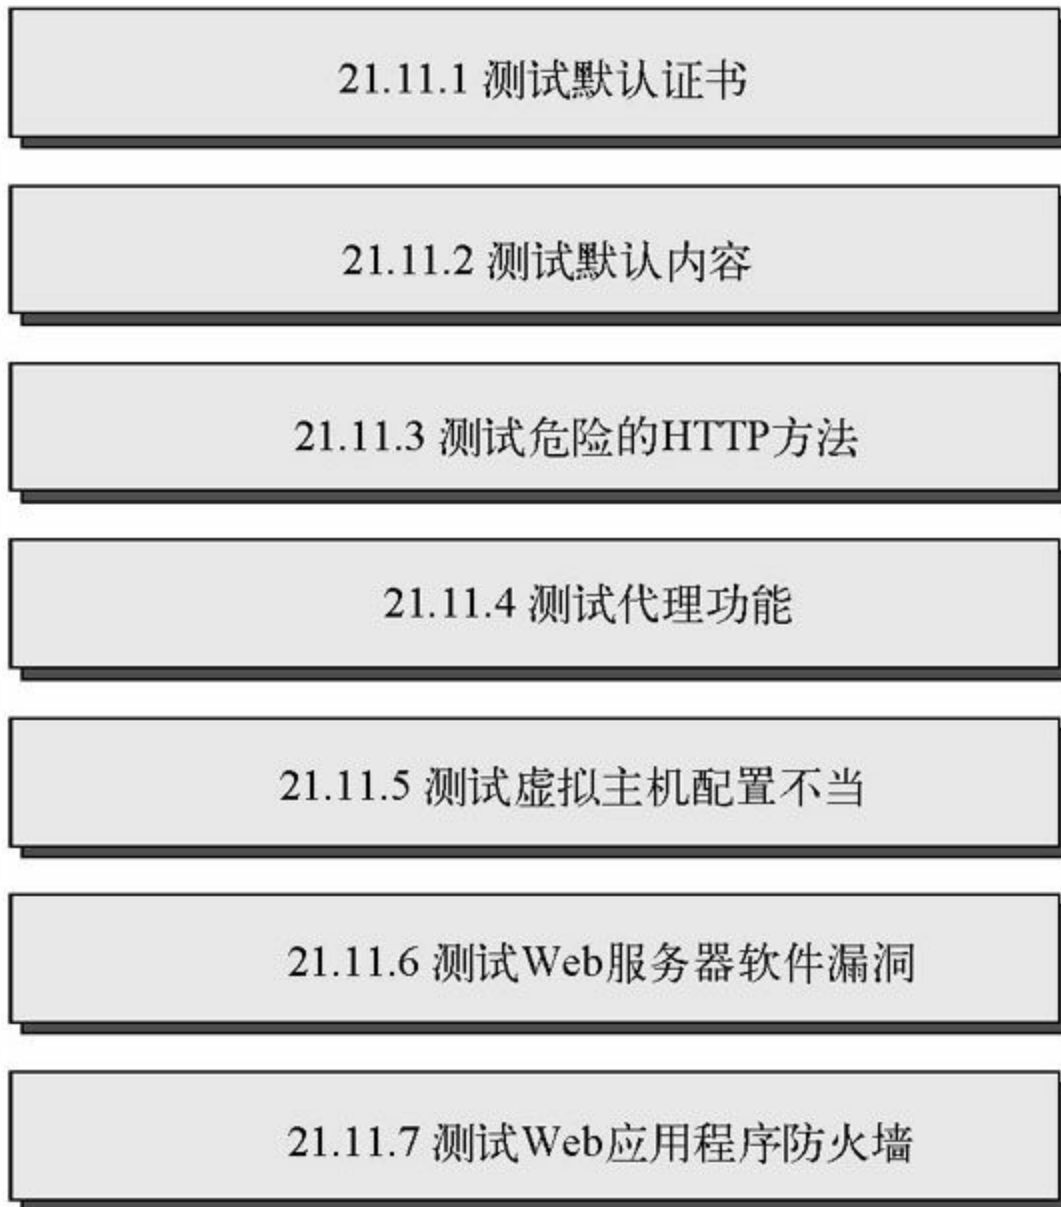 21.11.1 测试默认证书
21.11.2 测试默认内容
21.11.3 测试危险的HTTP方法
21.11.4 测试代理功能
21.11.5 测试虚拟主机配置不当
21.11.6 测试Web服务器软件漏洞
21.11.7 测试Web应用程序防火墙